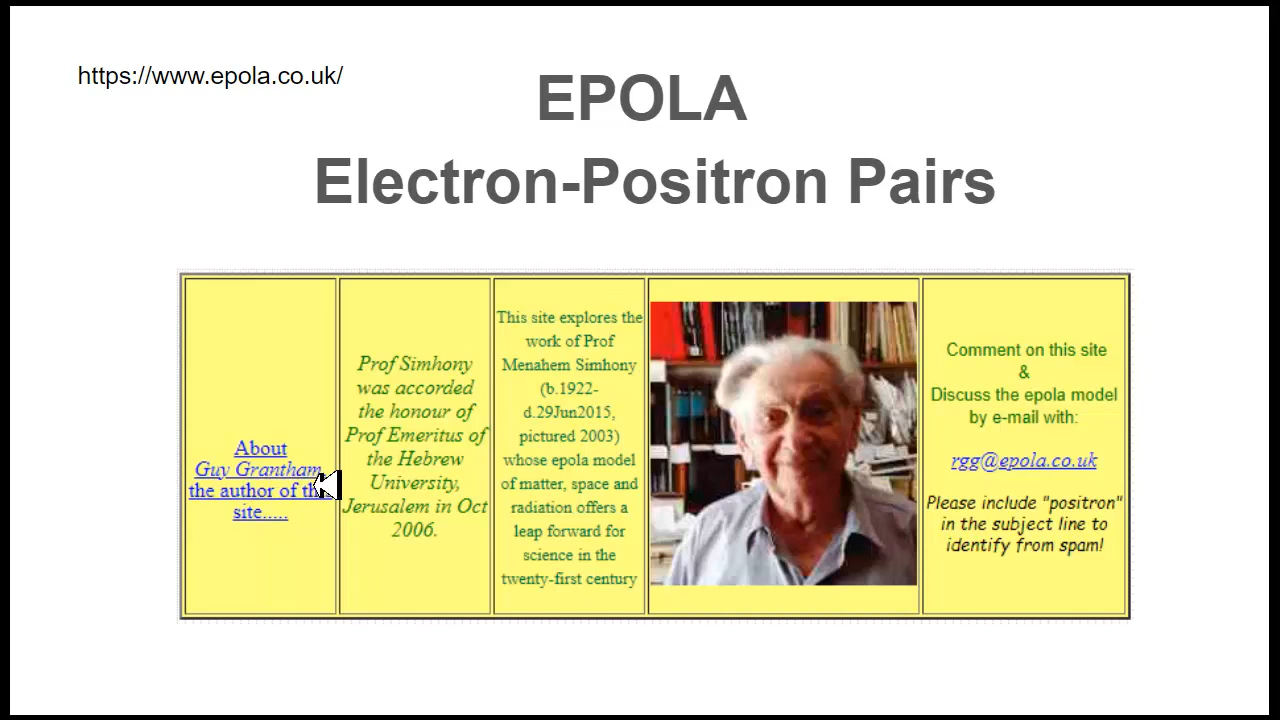 https://www.epola.co.uk/
EPOLA
Electron-Positron Pairs
About
Guy Grantham
the author of
site.....
Prof Simhony
was accorded
the honour of
Prof Emeritus of
the Hebrew
University,
Jerusalem in Oct
2006.
This site explores the
work of Prof
Menahem Simhony
(b.1922-
d.29Jun2015,
pictured 2003)
whose epola model
of matter, space and
radiation offers a
leap forward for
science in the
twenty-first century
Comment on this site
&
Discuss the epola model
by e-mail with:
rgg@epola.co.uk
Please include "positron"
in the subject line to
identify from spam!